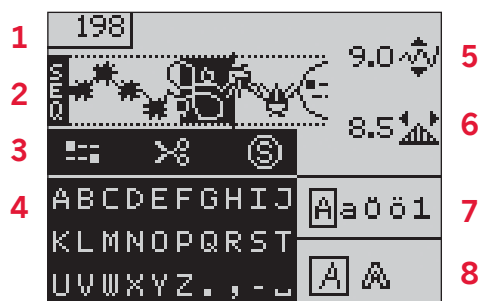 1 198
2 SEQ 9.0 5
8.5 6
3 S
4 ABCDEFGHIJ Aaöö1 7
KLMNOPQRST
UVWXYZ.,-␣ A A 8